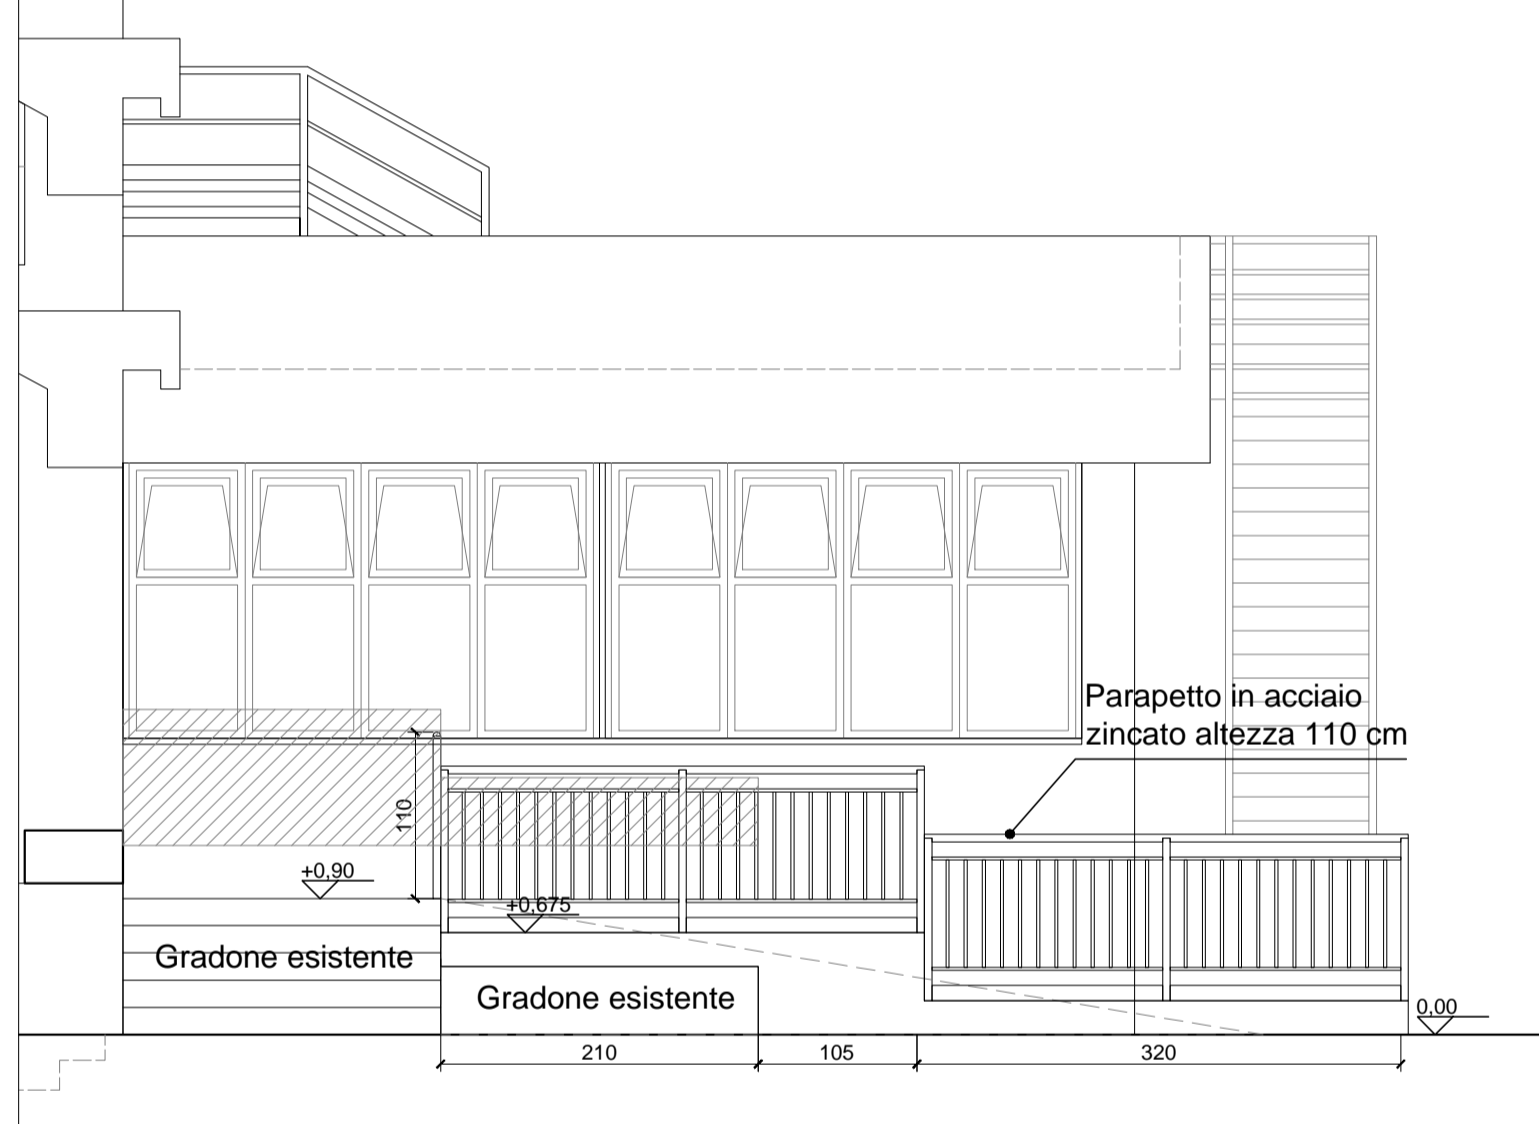 Parapetto in acciaio
zincato altezza 110 cm
110
+0,90
+0,675
Gradone esistente
Gradone esistente
0,00
210
105
320